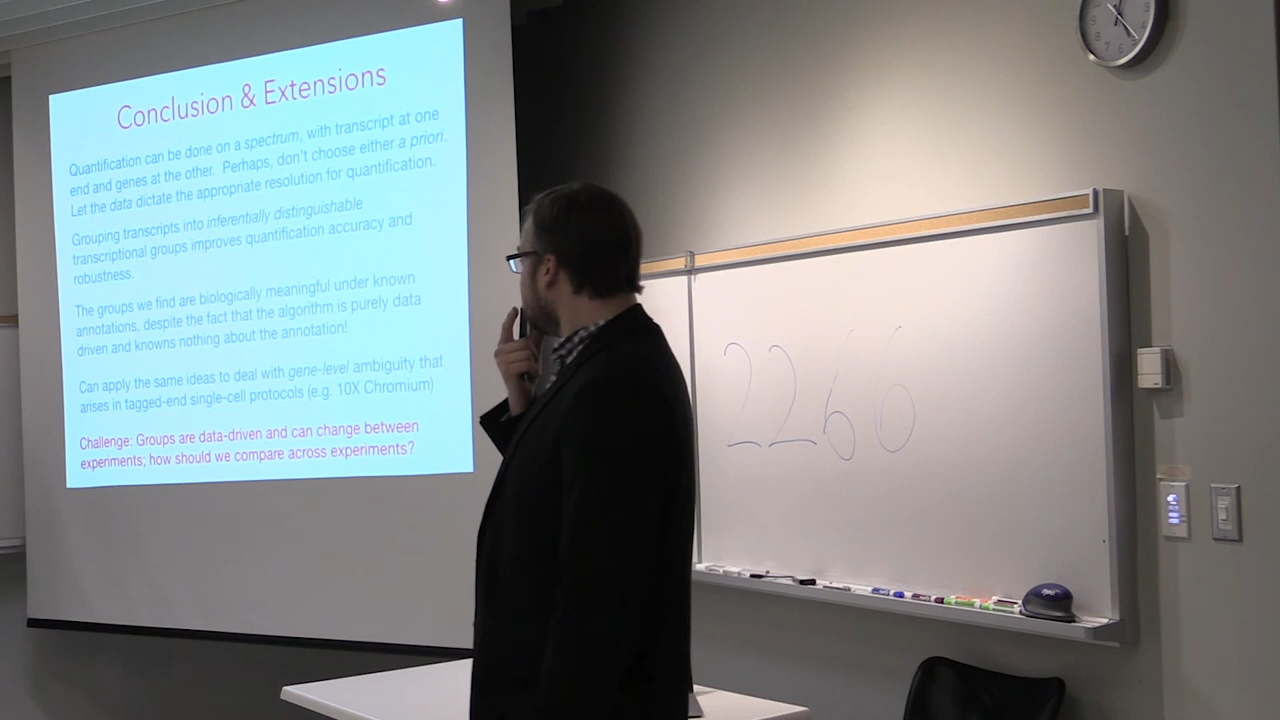 Conclusion & Extensions
Quantification can be done on a spectrum, with transcript at one
end and genes at the other. Perhaps, don't choose either a priori.
Let the data dictate the appropriate resolution for quantification.
Grouping transcripts into inferentially distinguishable
transcriptional groups improves quantification accuracy and
robustness.
The groups we find are biologically meaningful under known
annotations, despite the fact that the algorithm is purely data
driven and knowns nothing about the annotation!
Can apply the same ideas to deal with gene-level ambiguity that
arises in tagged-end single-cell protocols (e.g. 10X Chromium)
Challenge: Groups are data-driven and can change between
experiments; how should we compare across experiments?
2266